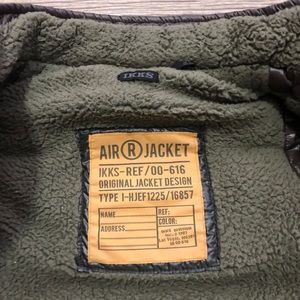 IKKS
AIR R JACKET
IKKS-REF/00-616
ORIGINAL JACKET DESIGN
TYPE I-HJEF1225/16857
NAME
REF:
COLOR:
ADDRESS.